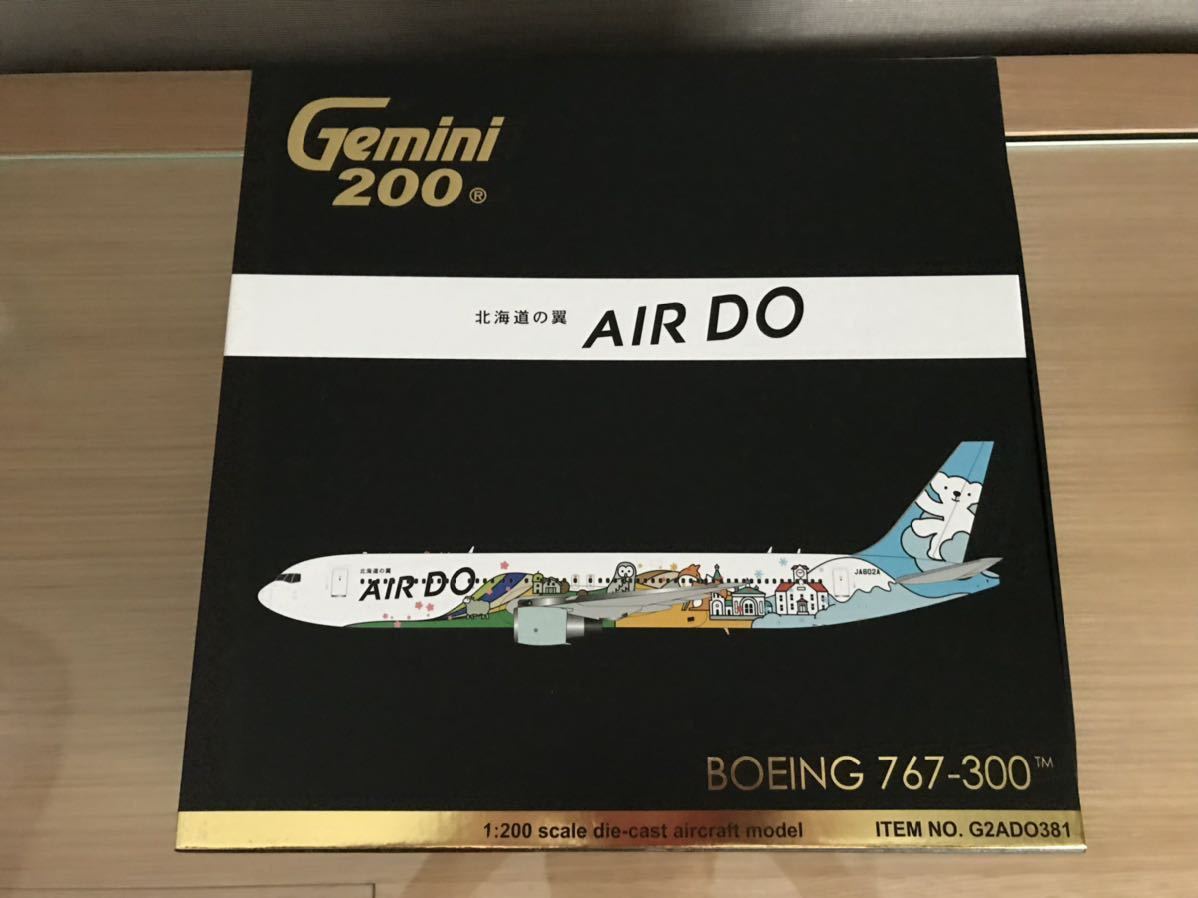 Gemini
200®
北海道の翼 AIR DO
北海道の翼
AIR DO
JA602A
BOEING 767-300™
1:200 scale die-cast aircraft model ITEM NO. G2ADO381